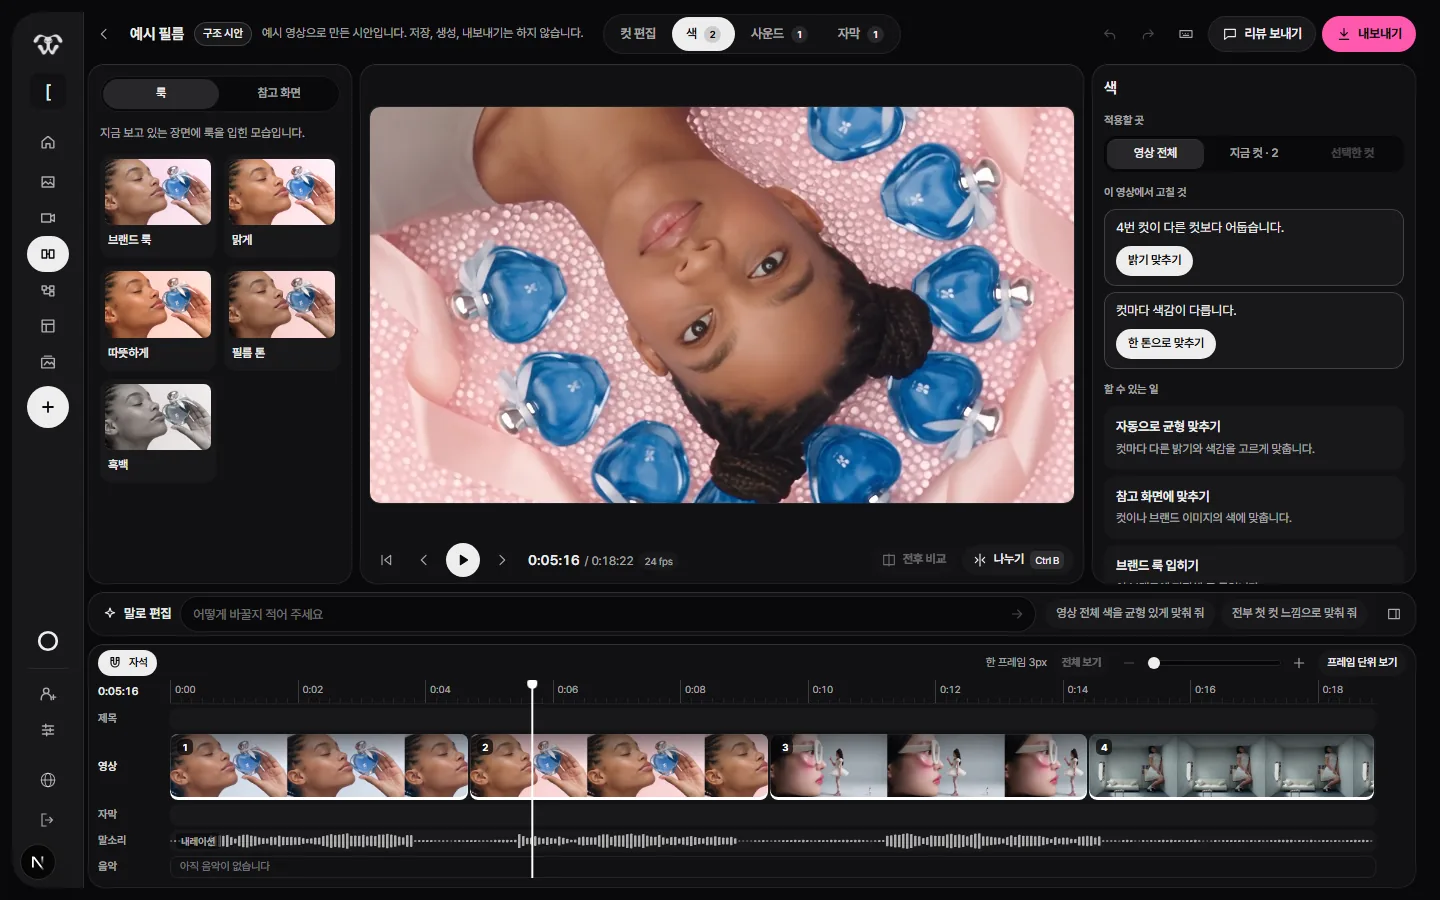 예시 필름
구조 시안
예시 영상으로 만든 시안입니다. 저장, 생성, 내보내기는 하지 않습니다.
컷 편집
색 2
사운드 1
자막 1
리뷰 보내기
내보내기
[
룩
참고 화면
지금 보고 있는 장면에 룩을 입힌 모습입니다.
브랜드 룩
맑게
따뜻하게
필름 톤
흑백
0:05:16 / 0:18:22 24 fps
전후 비교
나누기 Ctrl B
색
적용할 곳
영상 전체
지금 컷 · 2
선택한 컷
이 영상에서 고칠 것
4번 컷이 다른 컷보다 어둡습니다.
밝기 맞추기
컷마다 색감이 다릅니다.
한 톤으로 맞추기
할 수 있는 일
자동으로 균형 맞추기
컷마다 다른 밝기와 색감을 고르게 맞춥니다.
참고 화면에 맞추기
컷이나 브랜드 이미지의 색에 맞춥니다.
브랜드 룩 입히기
말로 편집
어떻게 바꿀지 적어 주세요
영상 전체 색을 균형 있게 맞춰 줘
전부 첫 컷 느낌으로 맞춰 줘
자석
한 프레임 3px
전체 보기
프레임 단위 보기
0:05:16
0:00
0:02
0:04
0:06
0:08
0:10
0:12
0:14
0:16
0:18
제목
영상
1
2
3
4
자막
말소리
내레이션
음악
아직 음악이 없습니다
N